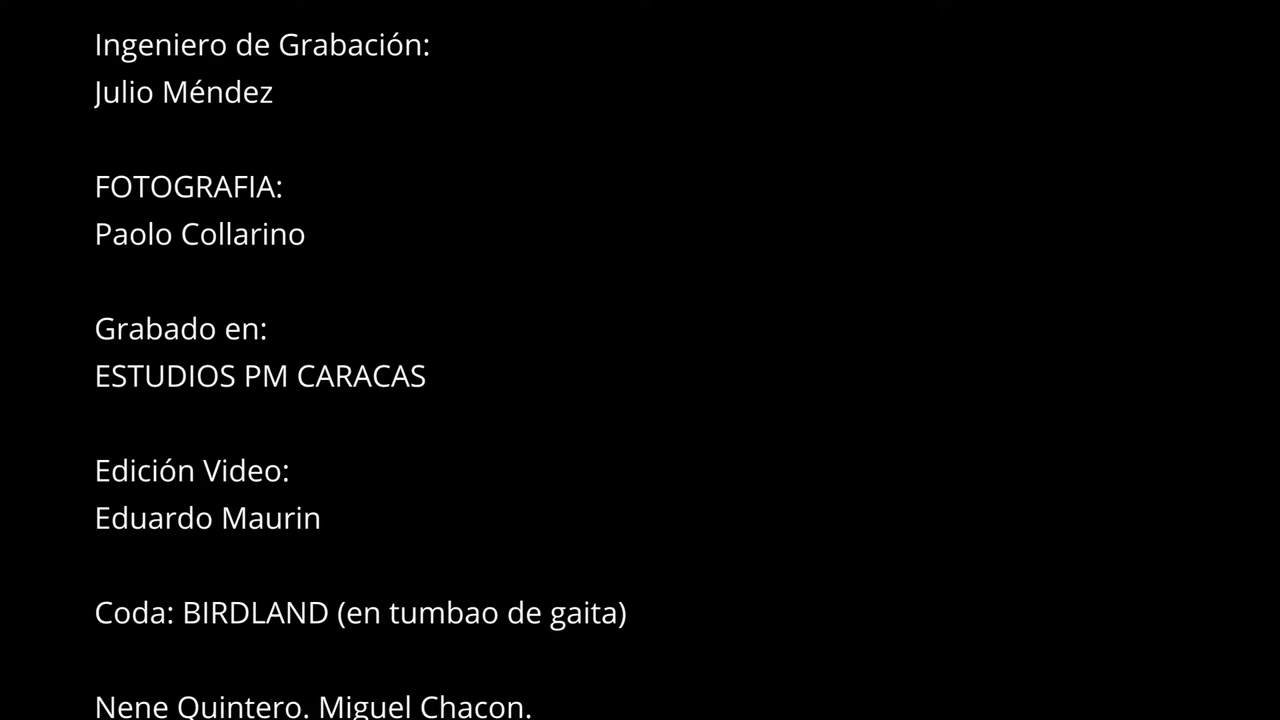 Ingeniero de Grabación:
Julio Méndez
FOTOGRAFIA:
Paolo Collarino
Grabado en:
ESTUDIOS PM CARACAS
Edición Video:
Eduardo Maurin
Coda: BIRDLAND (en tumbao de gaita)
Nene Quintero. Miguel Chacon.